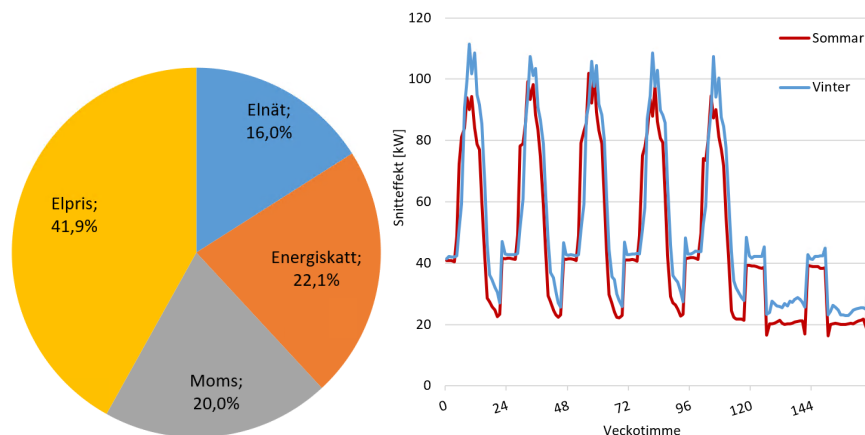 Elnät;
16,0%
Elpris;
41,9%
Energiskatt;
22,1%
Moms;
20,0%
120
100
80
60
40
20
0
Snitteffekt [kW]
Sommar
Vinter
0
24
48
72
96
120
144
Veckotimme